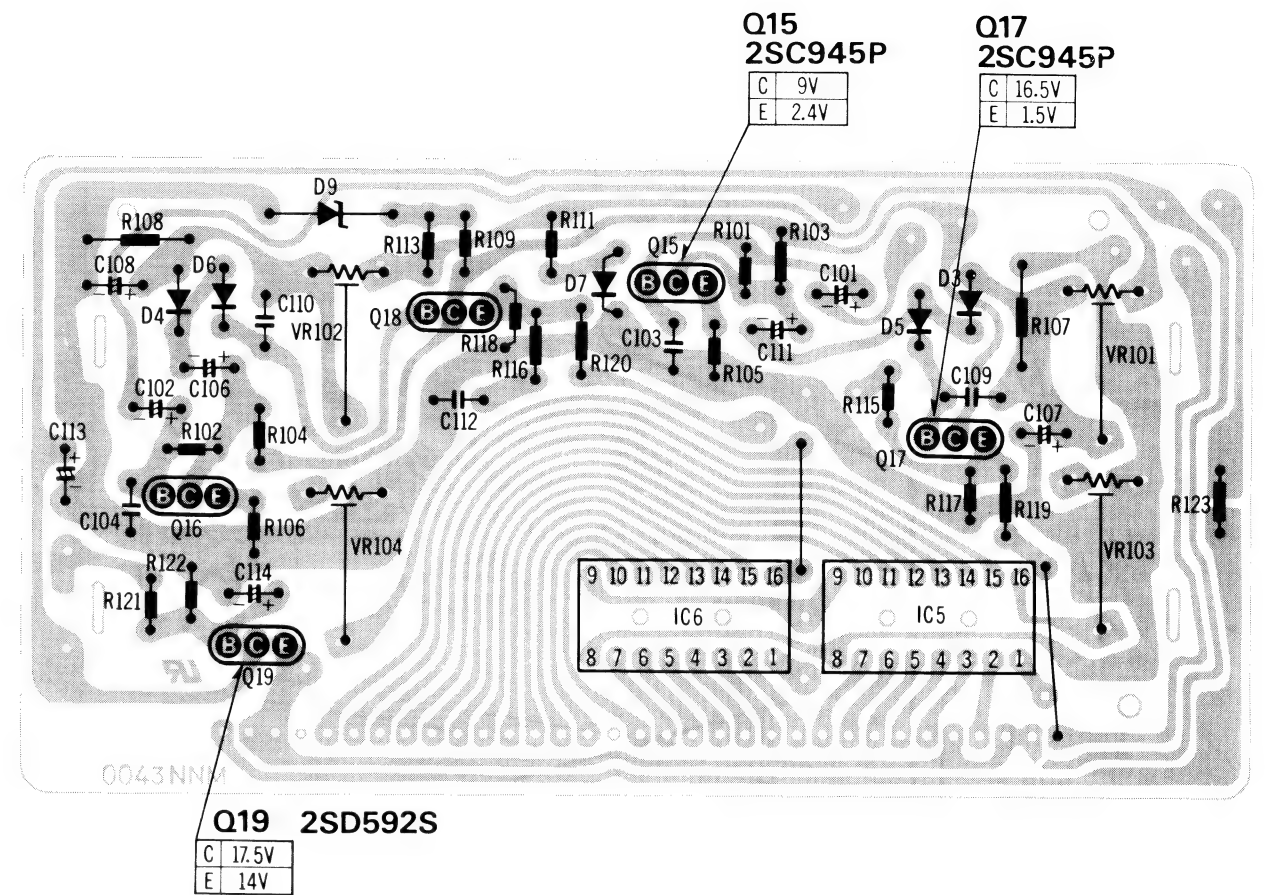 Q15
2SC945P
C 9V
E 2.4V
Q17
2SC945P
C 16.5V
E 1.5V
D9
R108
R113
R109
R111
Q15
R101
R103
C108
D6
D7
C101
D3
D4
C110
VR102
Q18
B C E
B C E
R118
R116
R120
C103
R105
C111
D5
R107
VR101
C106
C102
C112
R115
C109
C113
R102
R104
Q17
B C E
C107
C104
B C E
Q16
R106
VR104
R117
R119
R123
VR103
R122
C114
R121
9 10 11 12 13 14 15 16
IC6
8 7 6 5 4 3 2 1
9 10 11 12 13 14 15 16
IC5
8 7 6 5 4 3 2 1
B C E
Q19
0043NNM
Q19 2SD592S
C 17.5V
E 14V